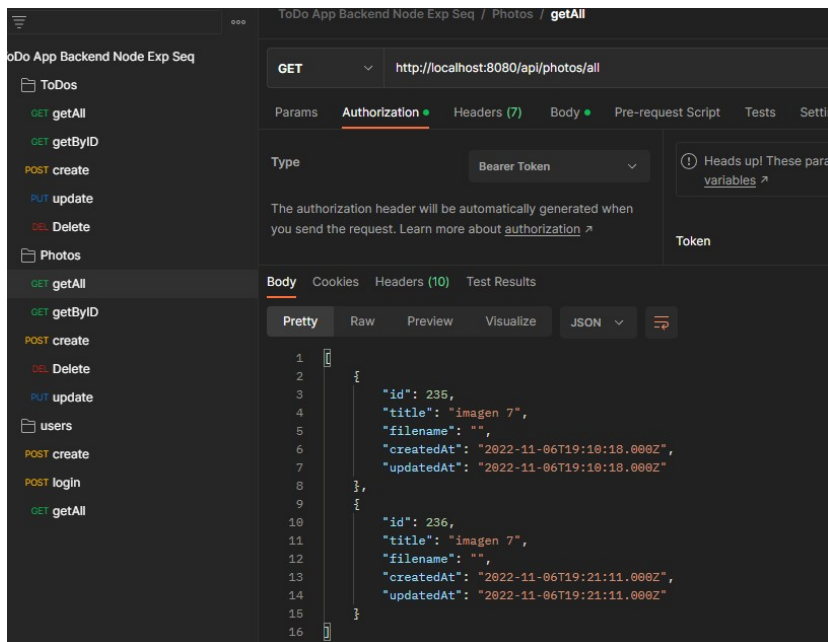 ToDo App Backend Node Exp Seq / Photos / getAll
oDo App Backend Node Exp Seq
ToDos
GET getAll
GET getByID
POST create
PUT update
DEL Delete
Photos
GET getAll
GET getByID
POST create
DEL Delete
PUT update
users
POST create
POST login
GET getAll
GET http://localhost:8080/api/photos/all
Params Authorization Headers (7) Body Pre-request Script Tests Setti
Type Bearer Token
The authorization header will be automatically generated when
you send the request. Learn more about authorization ↗
Heads up! These para
variables ↗
Token
Body Cookies Headers (10) Test Results
Pretty Raw Preview Visualize JSON
1 [
2 {
3 "id": 235,
4 "title": "imagen 7",
5 "filename": "",
6 "createdAt": "2022-11-06T19:10:18.000Z",
7 "updatedAt": "2022-11-06T19:10:18.000Z"
8 },
9 {
10 "id": 236,
11 "title": "imagen 7",
12 "filename": "",
13 "createdAt": "2022-11-06T19:21:11.000Z",
14 "updatedAt": "2022-11-06T19:21:11.000Z"
15 }
16 ]